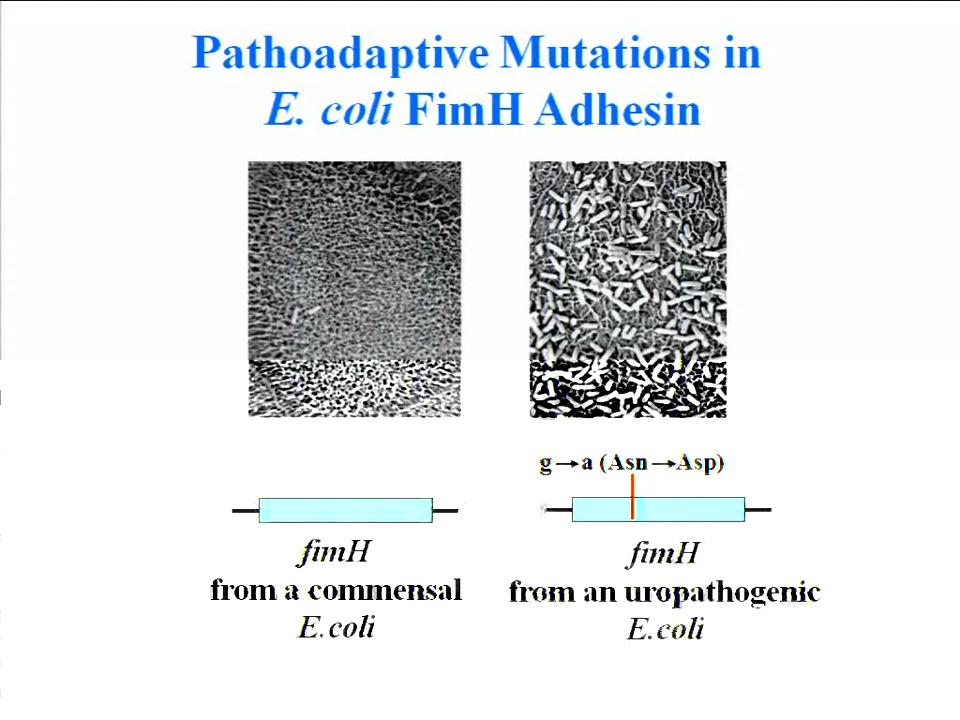 Pathoadaptive Mutations in
E. coli FimH Adhesin
g→a (Asn→Asp)
fimH
from a commensal
E.coli
fimH
from an uropathogenic
E.coli